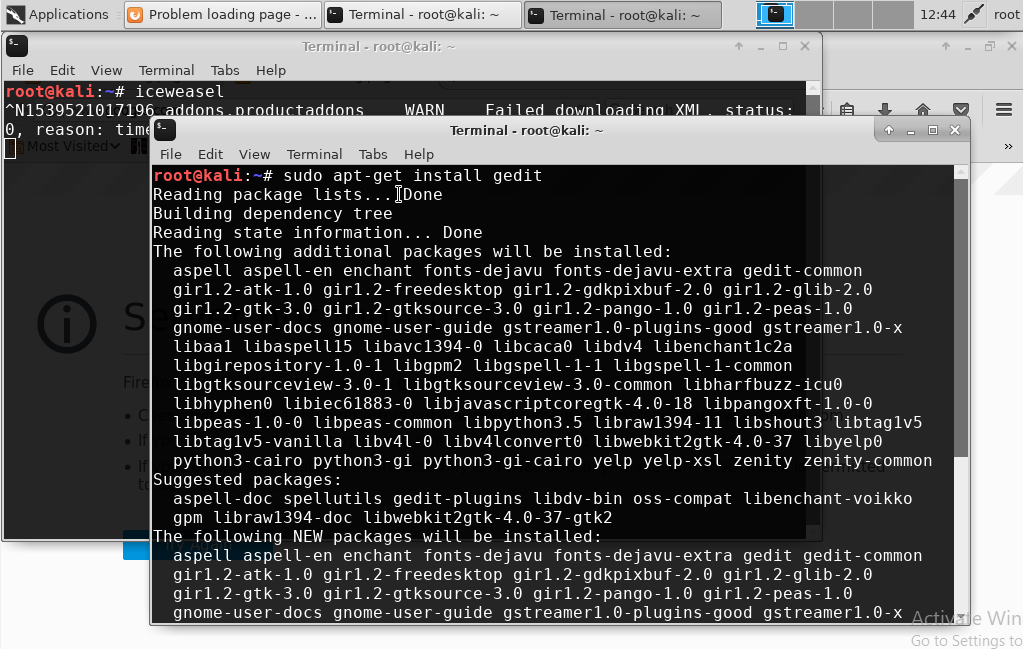 Applications
Problem loading page - ...
Terminal - root@kali: ~
Terminal - root@kali: ~
12:44
root
Terminal - root@kali: ~
File Edit View Terminal Tabs Help
root@kali:~# iceweasel
^N1539521017196 addons.productaddons WARN Failed downloading XML, status:
0, reason: time
Most Visited
Terminal - root@kali: ~
File Edit View Terminal Tabs Help
root@kali:~# sudo apt-get install gedit
Reading package lists... Done
Building dependency tree
Reading state information... Done
The following additional packages will be installed:
aspell aspell-en enchant fonts-dejavu fonts-dejavu-extra gedit-common
gir1.2-atk-1.0 gir1.2-freedesktop gir1.2-gdkpixbuf-2.0 gir1.2-glib-2.0
gir1.2-gtk-3.0 gir1.2-gtksource-3.0 gir1.2-pango-1.0 gir1.2-peas-1.0
gnome-user-docs gnome-user-guide gstreamer1.0-plugins-good gstreamer1.0-x
libaa1 libaspell15 libavc1394-0 libcaca0 libdv4 libenchant1c2a
libgirepository-1.0-1 libgpm2 libgspell-1-1 libgspell-1-common
libgtksourceview-3.0-1 libgtksourceview-3.0-common libharfbuzz-icu0
libhyphen0 libiec61883-0 libjavascriptcoregtk-4.0-18 libpangoxft-1.0-0
libpeas-1.0-0 libpeas-common libpython3.5 libraw1394-11 libshout3 libtag1v5
libtag1v5-vanilla libv4l-0 libv4lconvert0 libwebkit2gtk-4.0-37 libyelp0
python3-cairo python3-gi python3-gi-cairo yelp yelp-xsl zenity zenity-common
Suggested packages:
aspell-doc spellutils gedit-plugins libdv-bin oss-compat libenchant-voikko
gpm libraw1394-doc libwebkit2gtk-4.0-37-gtk2
The following NEW packages will be installed:
aspell aspell-en enchant fonts-dejavu fonts-dejavu-extra gedit gedit-common
gir1.2-atk-1.0 gir1.2-freedesktop gir1.2-gdkpixbuf-2.0 gir1.2-glib-2.0
gir1.2-gtk-3.0 gir1.2-gtksource-3.0 gir1.2-pango-1.0 gir1.2-peas-1.0
gnome-user-docs gnome-user-guide gstreamer1.0-plugins-good gstreamer1.0-x
Activate Win
Go to Settings to